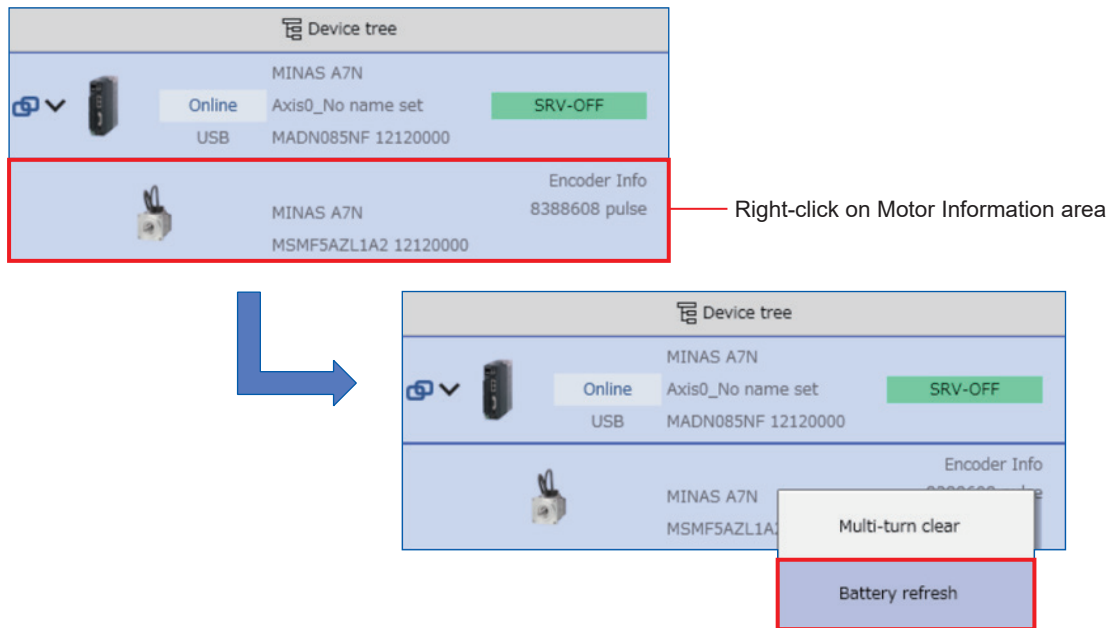 Device tree
MINAS A7N
Online Axis0_No name set SRV-OFF
USB MADN085NF 12120000
Encoder Info
MINAS A7N 8388608 pulse
MSMF5AZL1A2 12120000
Right-click on Motor Information area
Device tree
MINAS A7N
Online Axis0_No name set SRV-OFF
USB MADN085NF 12120000
Encoder Info
MINAS A7N
MSMF5AZL1A
Multi-turn clear
Battery refresh